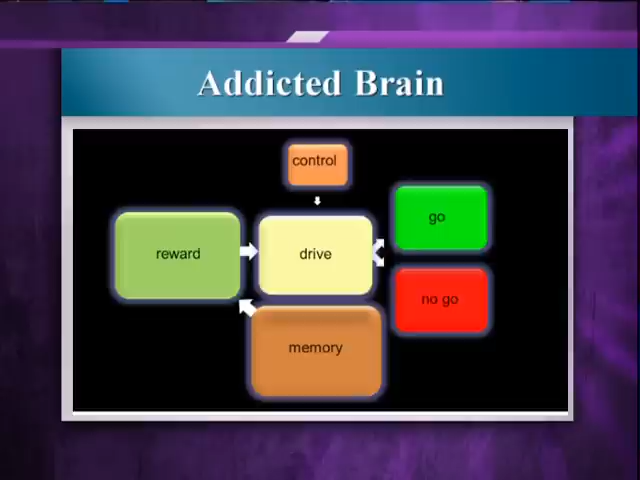 Addicted Brain
control
go
reward
drive
no go
memory